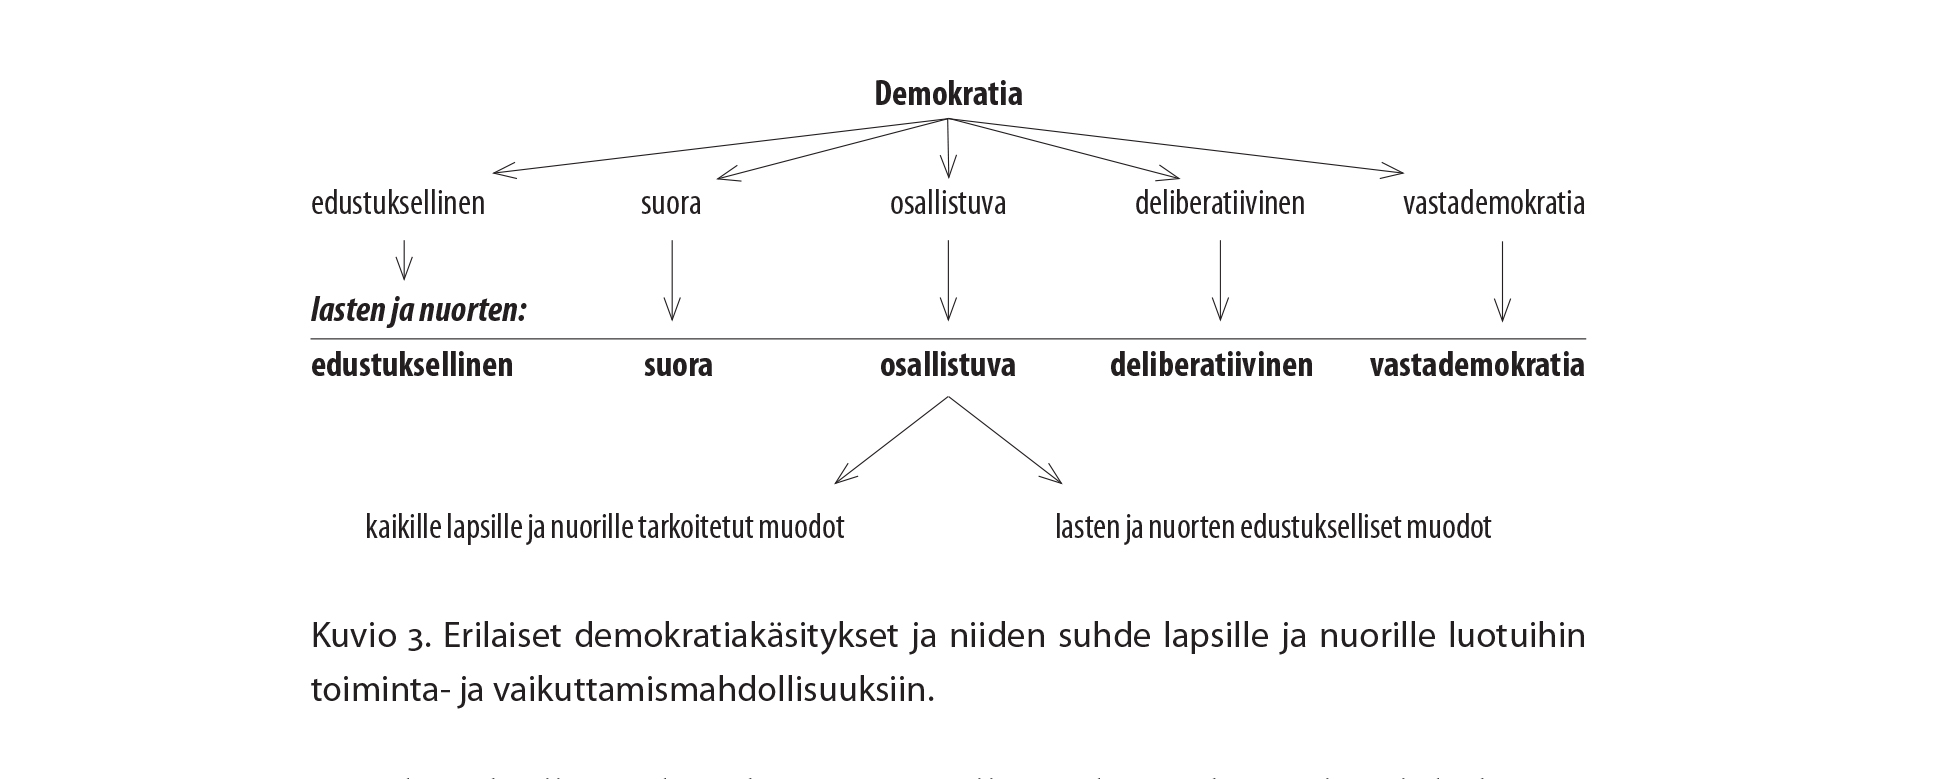 Demokratia
edustuksellinen suora osallistuva deliberatiivinen vastademokratia
lasten ja nuorten:
edustuksellinen suora osallistuva deliberatiivinen vastademokratia
kaikille lapsille ja nuorille tarkoitetut muodot lasten ja nuorten edustukselliset muodot
Kuvio 3. Erilaiset demokratiakäsitykset ja niiden suhde lapsille ja nuorille luotuihin
toiminta- ja vaikuttamismahdollisuuksiin.